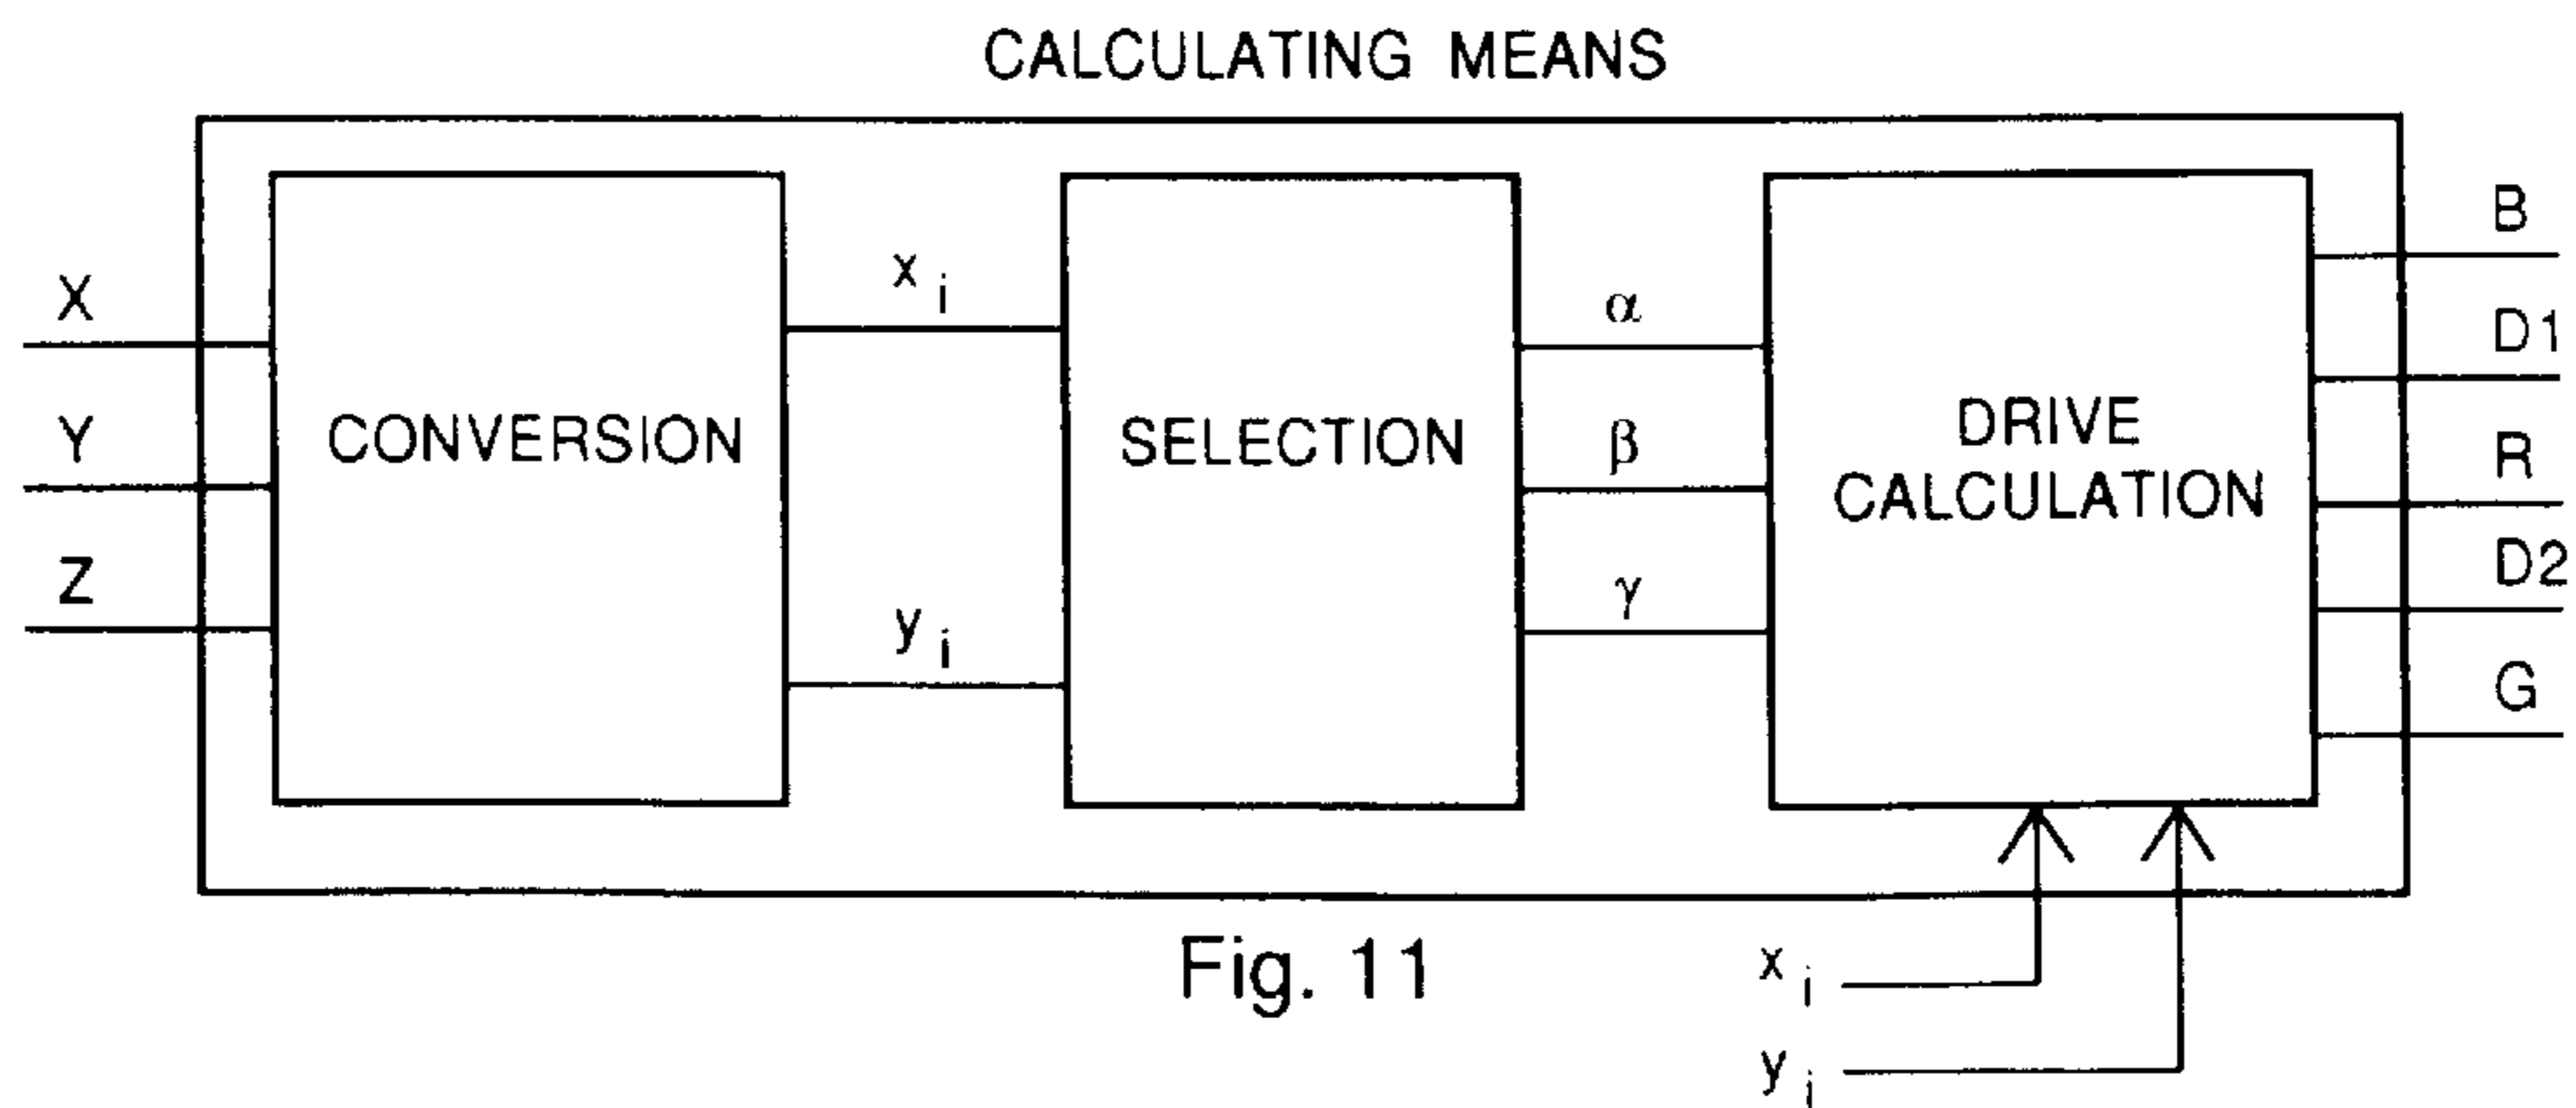 CALCULATING MEANS
X
Y
Z
CONVERSION
x i
y i
SELECTION
α
β
γ
DRIVE
CALCULATION
B
D1
R
D2
G
x i
y i
Fig. 11